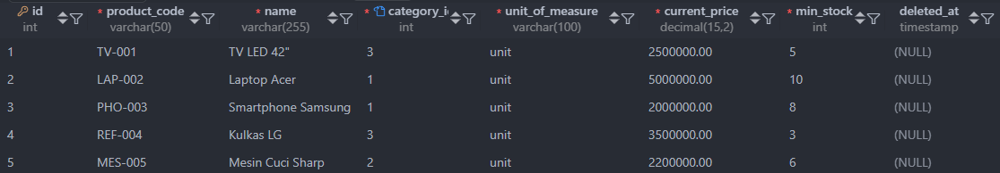 id * product_code * name * category_i unit_of_measure * current_price * min_stock deleted_at
int varchar(50) varchar(255) int varchar(100) decimal(15,2) int timestamp
1 TV-001 TV LED 42" 3 unit 2500000.00 5 (NULL)
2 LAP-002 Laptop Acer 1 unit 5000000.00 10 (NULL)
3 PHO-003 Smartphone Samsung 1 unit 2000000.00 8 (NULL)
4 REF-004 Kulkas LG 3 unit 3500000.00 3 (NULL)
5 MES-005 Mesin Cuci Sharp 2 unit 2200000.00 6 (NULL)